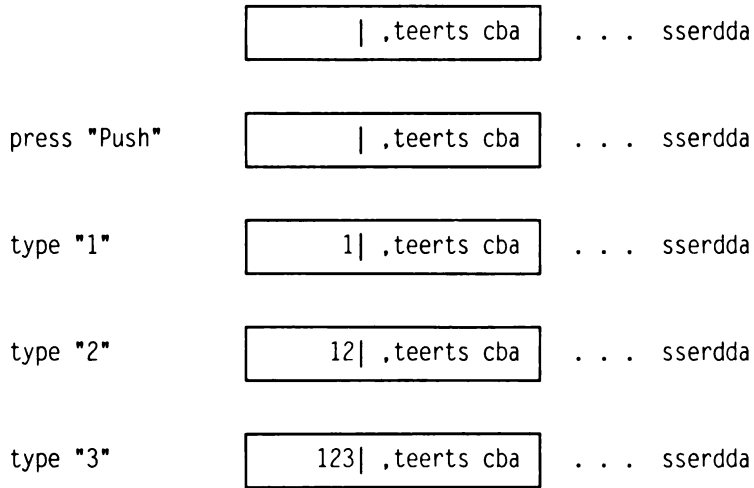 | ,teerts cba . . . sserdda
press "Push" | ,teerts cba . . . sserdda
type "1" 1| ,teerts cba . . . sserdda
type "2" 12| ,teerts cba . . . sserdda
type "3" 123| ,teerts cba . . . sserdda